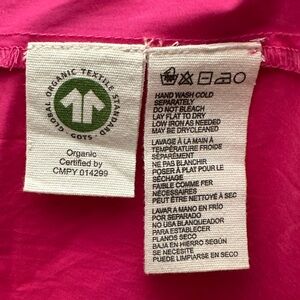 GLOBAL ORGANIC TEXTILE STANDARD
· GOTS ·
Organic
Certified by
CMPY 014299
HAND WASH COLD
SEPARATELY
DO NOT BLEACH
LAY FLAT TO DRY
LOW IRON AS NEEDED
MAY BE DRYCLEANED
LAVAGE À LA MAIN À
TEMPÉRATURE FROIDE
SÉPARÉMENT
NE PAS BLANCHIR
POSER À PLAT POUR LE
SÉCHAGE
FAIBLE COMME FER
NÉCESSAIRES
PEUT ÊTRE NETTOYÉ À SEC
LAVAR A MANO EN FRÍO
POR SEPARADO
NO USA BLANQUEADOR
PARA ESTABLECER
PLANOS SECO
BAJA EN HIERRO SEGÚN
SE NECESITA
PUEDE LIMPIARSE EN SECO